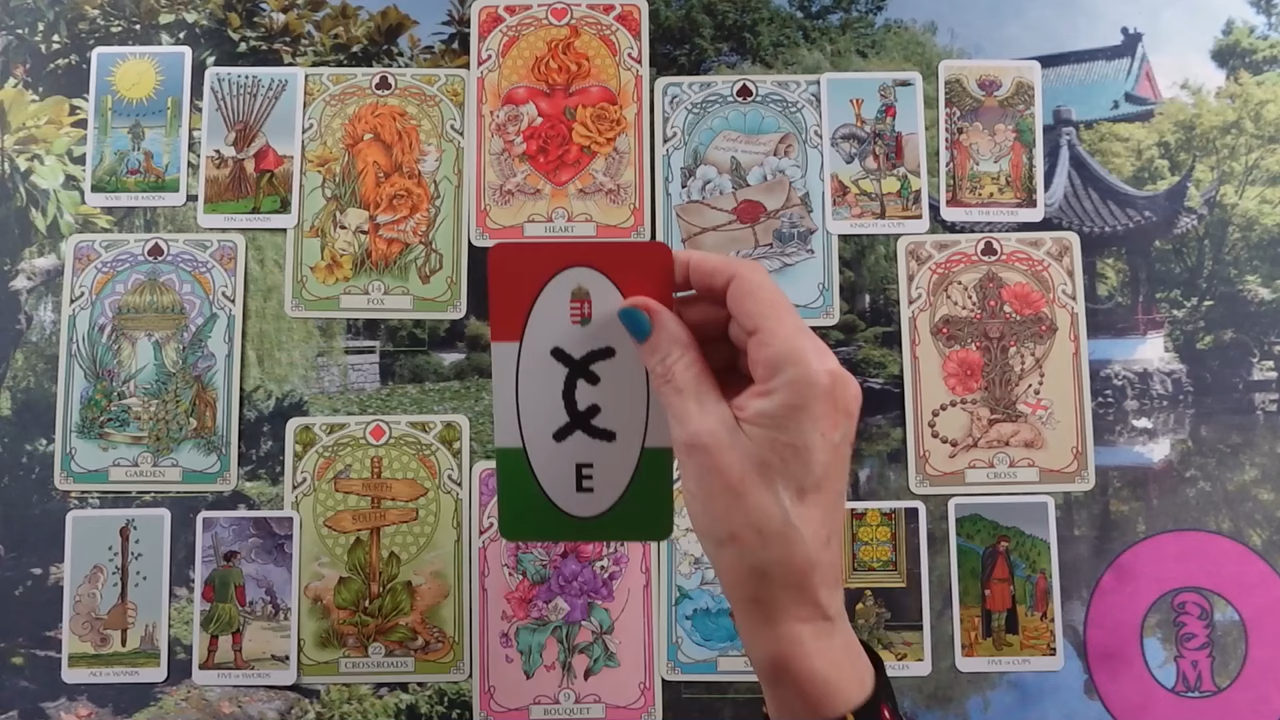 XVIII · THE MOON
TEN OF WANDS
14
FOX
24
HEART
KNIGHT OF CUPS
VI · THE LOVERS
20
GARDEN
E
36
CROSS
NORTH
SOUTH
22
CROSSROADS
ACE OF WANDS
FIVE OF SWORDS
9
BOUQUET
S
TACLES
FIVE OF CUPS